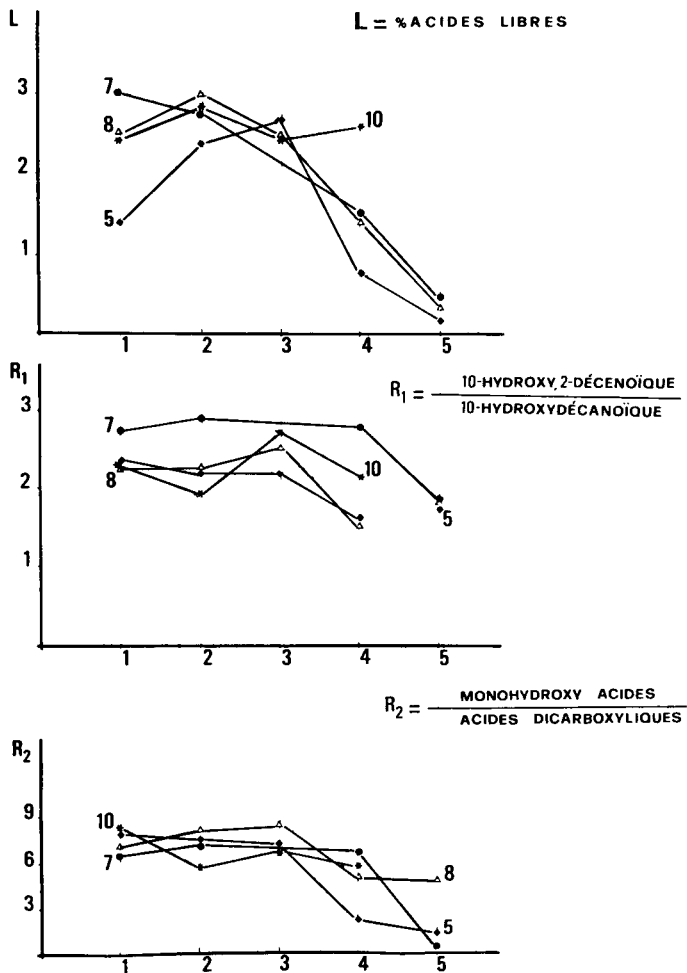 L
L = % ACIDES LIBRES
3
7
8
10
2
5
1
1 2 3 4 5
R1
R1 = 10-HYDROXY, 2-DÉCENOÏQUE
10-HYDROXYDÉCANOÏQUE
3
7
10
2
8
5
1
1 2 3 4 5
R2 = MONOHYDROXY ACIDES
ACIDES DICARBOXYLIQUES
R2
9
10
8
6
7
5
3
1 2 3 4 5